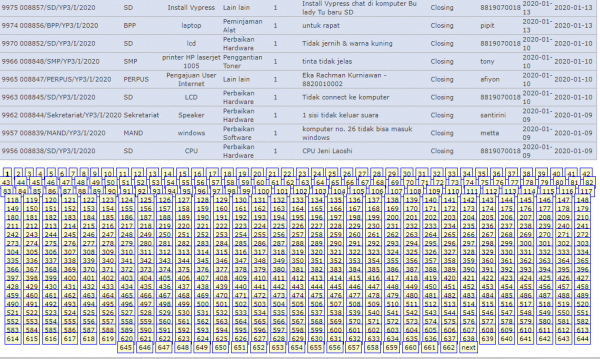 9975 008857/SD/YP3/I/2020 SD Install Vypress Lain lain 1 Install Vypress chat di komputer Bu lady Tu baru SD Closing 8819070018 2020-01-13 2020-01-13
9974 008856/BPP/YP3/I/2020 BPP laptop Peminjaman Alat 1 untuk rapat Closing pipit 2020-01-13 2020-01-13
9970 008852/SD/YP3/I/2020 SD lcd Perbaikan Hardware 1 Tidak jernih & warna kuning Closing 8819070018 2020-01-10 2020-01-10
9966 008848/SMP/YP3/I/2020 SMP printer HP laserjet 1005 Penggantian Toner 1 tinta tidak jelas Closing tony 2020-01-10 2020-01-10
9965 008847/PERPUS/YP3/I/2020 PERPUS Pengajuan User Internet Lain lain 1 Eka Rachman Kurniawan - 8820010002 Closing afiyon 2020-01-10 2020-01-10
9963 008845/SD/YP3/I/2020 SD LCD Perbaikan Hardware 1 Tidak connect ke komputer Closing 8819070018 2020-01-10 2020-01-10
9962 008844/Sekretariat/YP3/I/2020 Sekretariat Speaker Perbaikan Hardware 1 1 sisi tidak keluar suara Closing santirini 2020-01-09 2020-01-09
9957 008839/MAND/YP3/I/2020 MAND windows Perbaikan Software 1 komputer no. 26 tidak bisa masuk windows Closing metta 2020-01-09 2020-01-09
9956 008838/SD/YP3/I/2020 SD CPU Perbaikan Hardware 1 CPU Jeni Laoshi Closing 8819070018 2020-01-09 2020-01-09
1 2 3 4 5 6 7 8 9 10 11 12 13 14 15 16 17 18 19 20 21 22 23 24 25 26 27 28 29 30 31 32 33 34 35 36 37 38 39 40 41 42
43 44 45 46 47 48 49 50 51 52 53 54 55 56 57 58 59 60 61 62 63 64 65 66 67 68 69 70 71 72 73 74 75 76 77 78 79 80 81 82
83 84 85 86 87 88 89 90 91 92 93 94 95 96 97 98 99 100 101 102 103 104 105 106 107 108 109 110 111 112 113 114 115 116 117
118 119 120 121 122 123 124 125 126 127 128 129 130 131 132 133 134 135 136 137 138 139 140 141 142 143 144 145 146 147 148
149 150 151 152 153 154 155 156 157 158 159 160 161 162 163 164 165 166 167 168 169 170 171 172 173 174 175 176 177 178 179
180 181 182 183 184 185 186 187 188 189 190 191 192 193 194 195 196 197 198 199 200 201 202 203 204 205 206 207 208 209 210
211 212 213 214 215 216 217 218 219 220 221 222 223 224 225 226 227 228 229 230 231 232 233 234 235 236 237 238 239 240 241
242 243 244 245 246 247 248 249 250 251 252 253 254 255 256 257 258 259 260 261 262 263 264 265 266 267 268 269 270 271 272
273 274 275 276 277 278 279 280 281 282 283 284 285 286 287 288 289 290 291 292 293 294 295 296 297 298 299 300 301 302 303
304 305 306 307 308 309 310 311 312 313 314 315 316 317 318 319 320 321 322 323 324 325 326 327 328 329 330 331 332 333 334
335 336 337 338 339 340 341 342 343 344 345 346 347 348 349 350 351 352 353 354 355 356 357 358 359 360 361 362 363 364 365
366 367 368 369 370 371 372 373 374 375 376 377 378 379 380 381 382 383 384 385 386 387 388 389 390 391 392 393 394 395 396
397 398 399 400 401 402 403 404 405 406 407 408 409 410 411 412 413 414 415 416 417 418 419 420 421 422 423 424 425 426 427
428 429 430 431 432 433 434 435 436 437 438 439 440 441 442 443 444 445 446 447 448 449 450 451 452 453 454 455 456 457 458
459 460 461 462 463 464 465 466 467 468 469 470 471 472 473 474 475 476 477 478 479 480 481 482 483 484 485 486 487 488 489
490 491 492 493 494 495 496 497 498 499 500 501 502 503 504 505 506 507 508 509 510 511 512 513 514 515 516 517 518 519 520
521 522 523 524 525 526 527 528 529 530 531 532 533 534 535 536 537 538 539 540 541 542 543 544 545 546 547 548 549 550 551
552 553 554 555 556 557 558 559 560 561 562 563 564 565 566 567 568 569 570 571 572 573 574 575 576 577 578 579 580 581 582
583 584 585 586 587 588 589 590 591 592 593 594 595 596 597 598 599 600 601 602 603 604 605 606 607 608 609 610 611 612 613
614 615 616 617 618 619 620 621 622 623 624 625 626 627 628 629 630 631 632 633 634 635 636 637 638 639 640 641 642 643 644
645 646 647 648 649 650 651 652 653 654 655 656 657 658 659 660 661 662 next